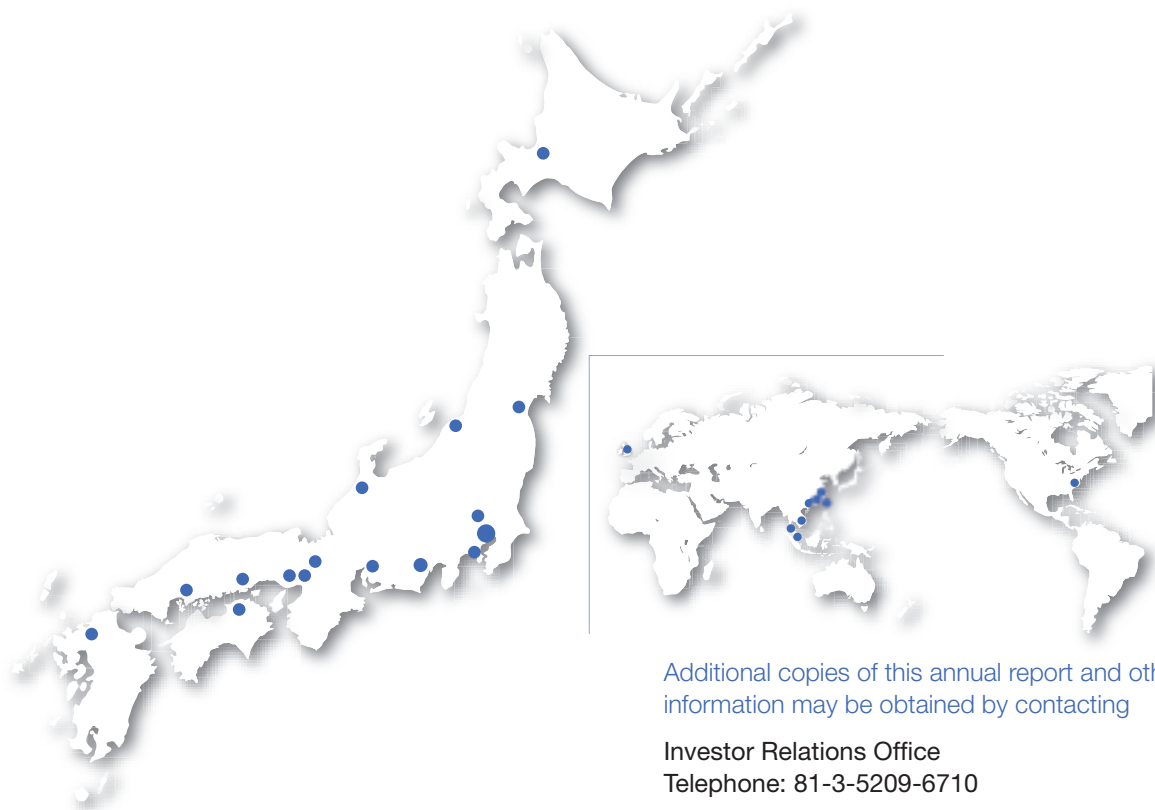 Additional copies of this annual report and oth
information may be obtained by contacting
Investor Relations Office
Telephone: 81-3-5209-6710